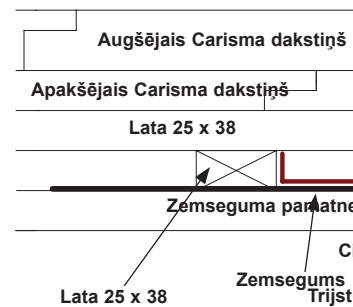 Augšējais Carisma dakstiņš
Apakšējais Carisma dakstiņš
Lata 25 x 38
Zemseguma pamatne
Zemsegums
Lata 25 x 38